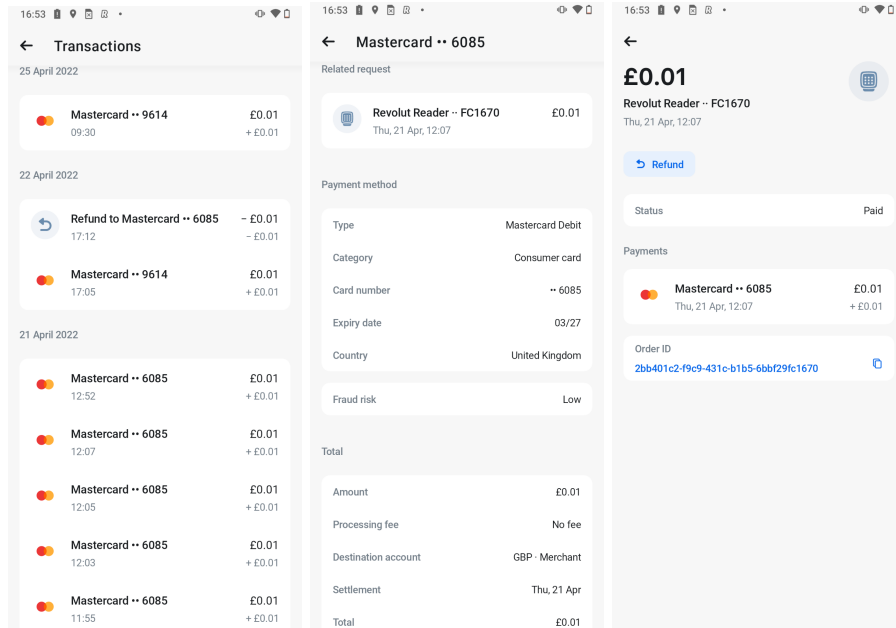 16:53
Transactions
25 April 2022
Mastercard •• 9614 £0.01
09:30 + £0.01
22 April 2022
Refund to Mastercard •• 6085 − £0.01
17:12 − £0.01
Mastercard •• 9614 £0.01
17:05 + £0.01
21 April 2022
Mastercard •• 6085 £0.01
12:52 + £0.01
Mastercard •• 6085 £0.01
12:07 + £0.01
Mastercard •• 6085 £0.01
12:05 + £0.01
Mastercard •• 6085 £0.01
12:03 + £0.01
Mastercard •• 6085 £0.01
11:55 + £0.01
16:53
Mastercard •• 6085
Related request
Revolut Reader ·· FC1670 £0.01
Thu, 21 Apr, 12:07
Payment method
Type Mastercard Debit
Category Consumer card
Card number •• 6085
Expiry date 03/27
Country United Kingdom
Fraud risk Low
Total
Amount £0.01
Processing fee No fee
Destination account GBP · Merchant
Settlement Thu, 21 Apr
Total £0.01
16:53
£0.01
Revolut Reader ·· FC1670
Thu, 21 Apr, 12:07
Refund
Status Paid
Payments
Mastercard •• 6085 £0.01
Thu, 21 Apr, 12:07 + £0.01
Order ID
2bb401c2-f9c9-431c-b1b5-6bbf29fc1670